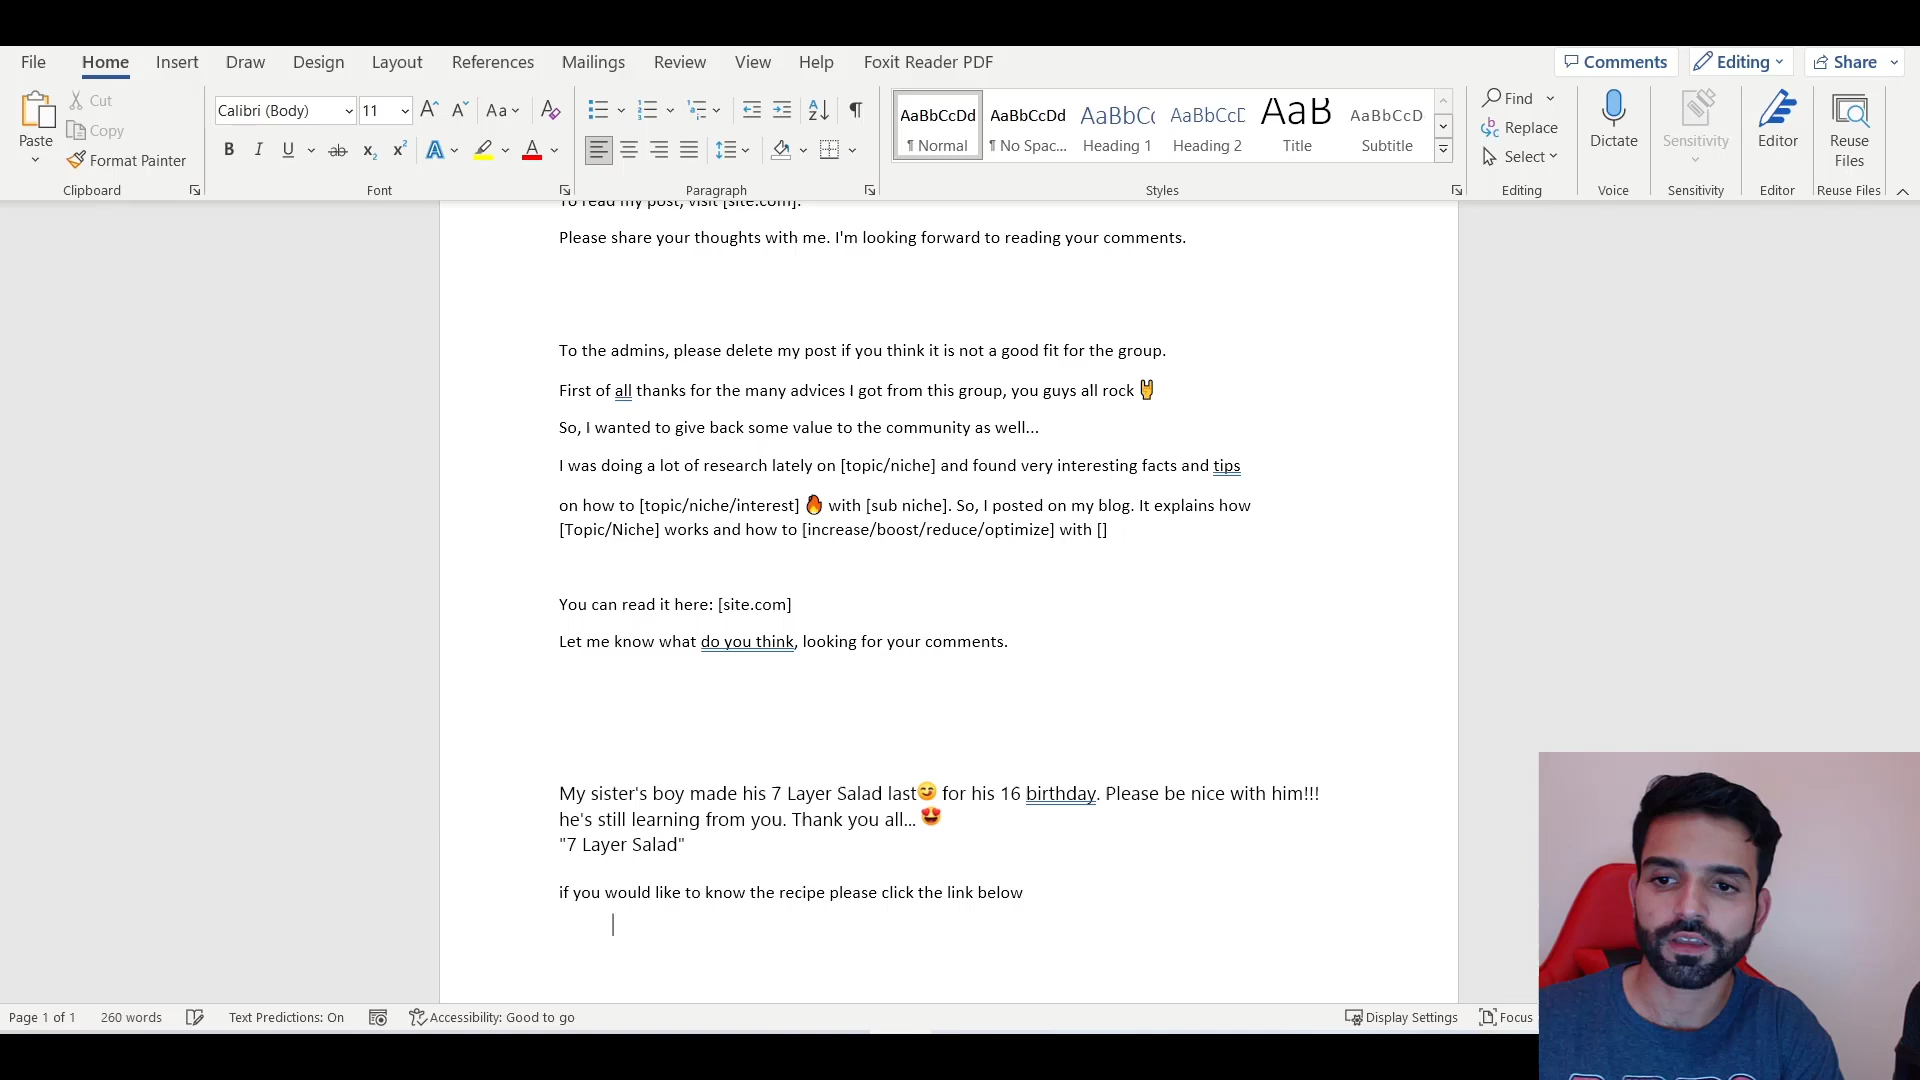 File Home Insert Draw Design Layout References Mailings Review View Help Foxit Reader PDF Comments Editing Share
Calibri (Body) 11 Aa
AaBbCcDd AaBbCcDd AaBbCc AaBbCcD AaB AaBbCcD
Normal No Spac... Heading 1 Heading 2 Title Subtitle
Paste Cut Copy Format Painter
B I U ab x₂ x² A A
Find Replace Select
Dictate Sensitivity Editor Reuse Files
Clipboard Font Paragraph Styles Editing Voice Sensitivity Editor Reuse Files
To read my post, visit [site.com].
Please share your thoughts with me. I'm looking forward to reading your comments.
To the admins, please delete my post if you think it is not a good fit for the group.
First of all thanks for the many advices I got from this group, you guys all rock 🤘
So, I wanted to give back some value to the community as well...
I was doing a lot of research lately on [topic/niche] and found very interesting facts and tips
on how to [topic/niche/interest] 🔥 with [sub niche]. So, I posted on my blog. It explains how
[Topic/Niche] works and how to [increase/boost/reduce/optimize] with []
You can read it here: [site.com]
Let me know what do you think, looking for your comments.
My sister's boy made his 7 Layer Salad last😋 for his 16 birthday. Please be nice with him!!!
he's still learning from you. Thank you all... 😍
"7 Layer Salad"
if you would like to know the recipe please click the link below
Page 1 of 1 260 words Text Predictions: On Accessibility: Good to go Display Settings Focus